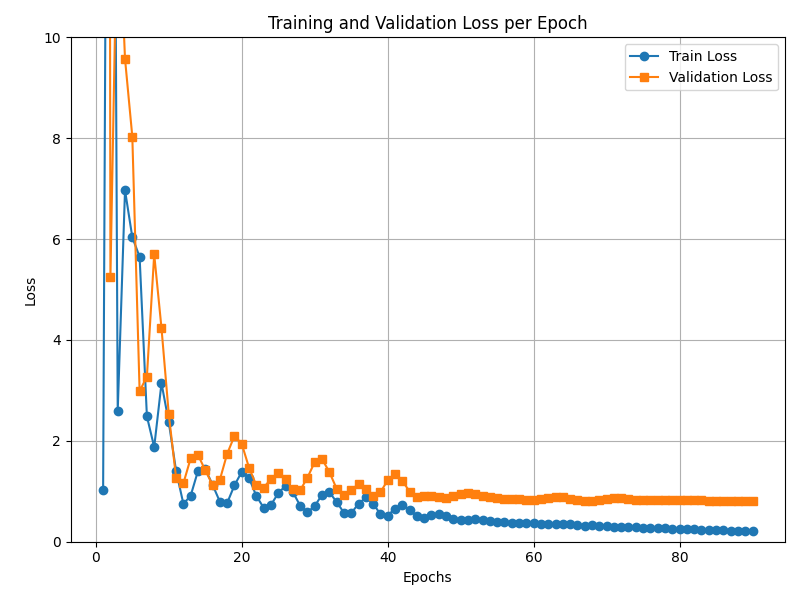 Training and Validation Loss per Epoch
Train Loss
Validation Loss
Loss
10
8
6
4
2
0
0 20 40 60 80
Epochs